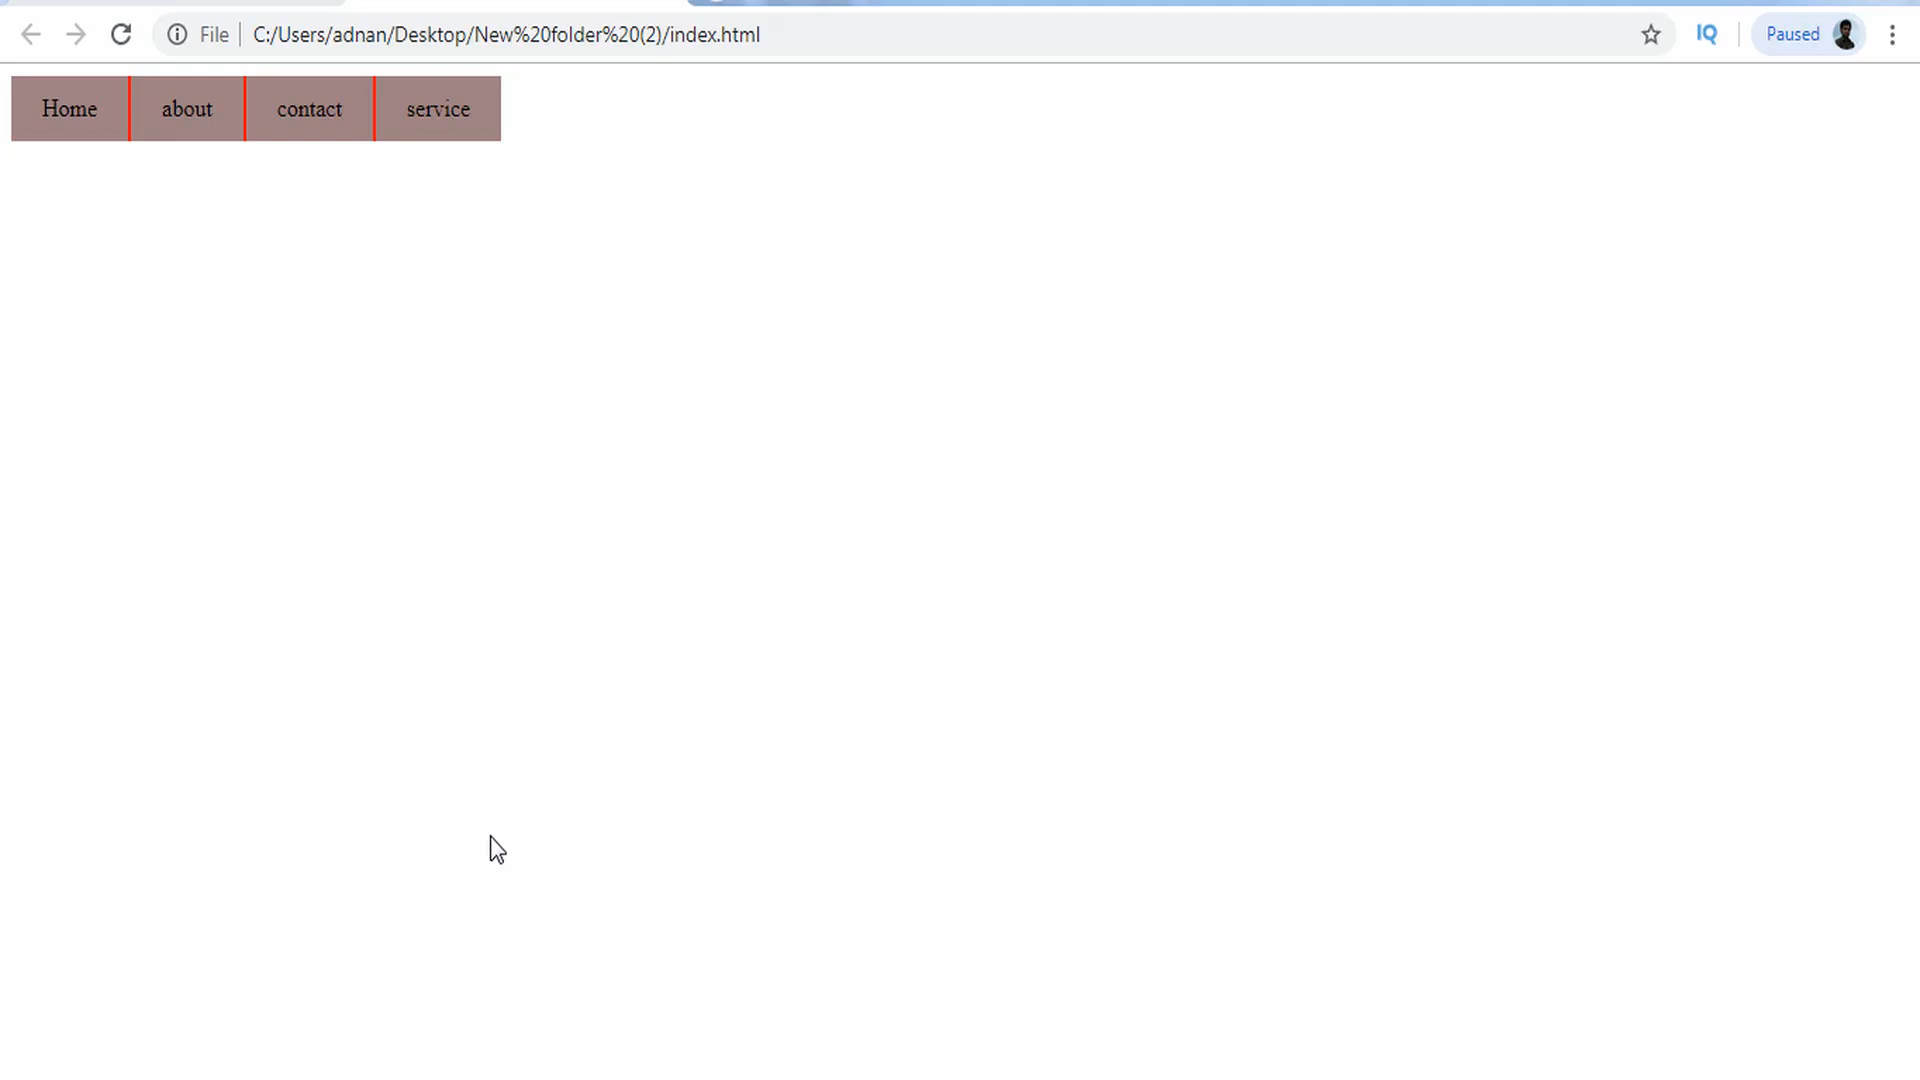 File C:/Users/adnan/Desktop/New%20folder%20(2)/index.html IQ Paused
Home about contact service